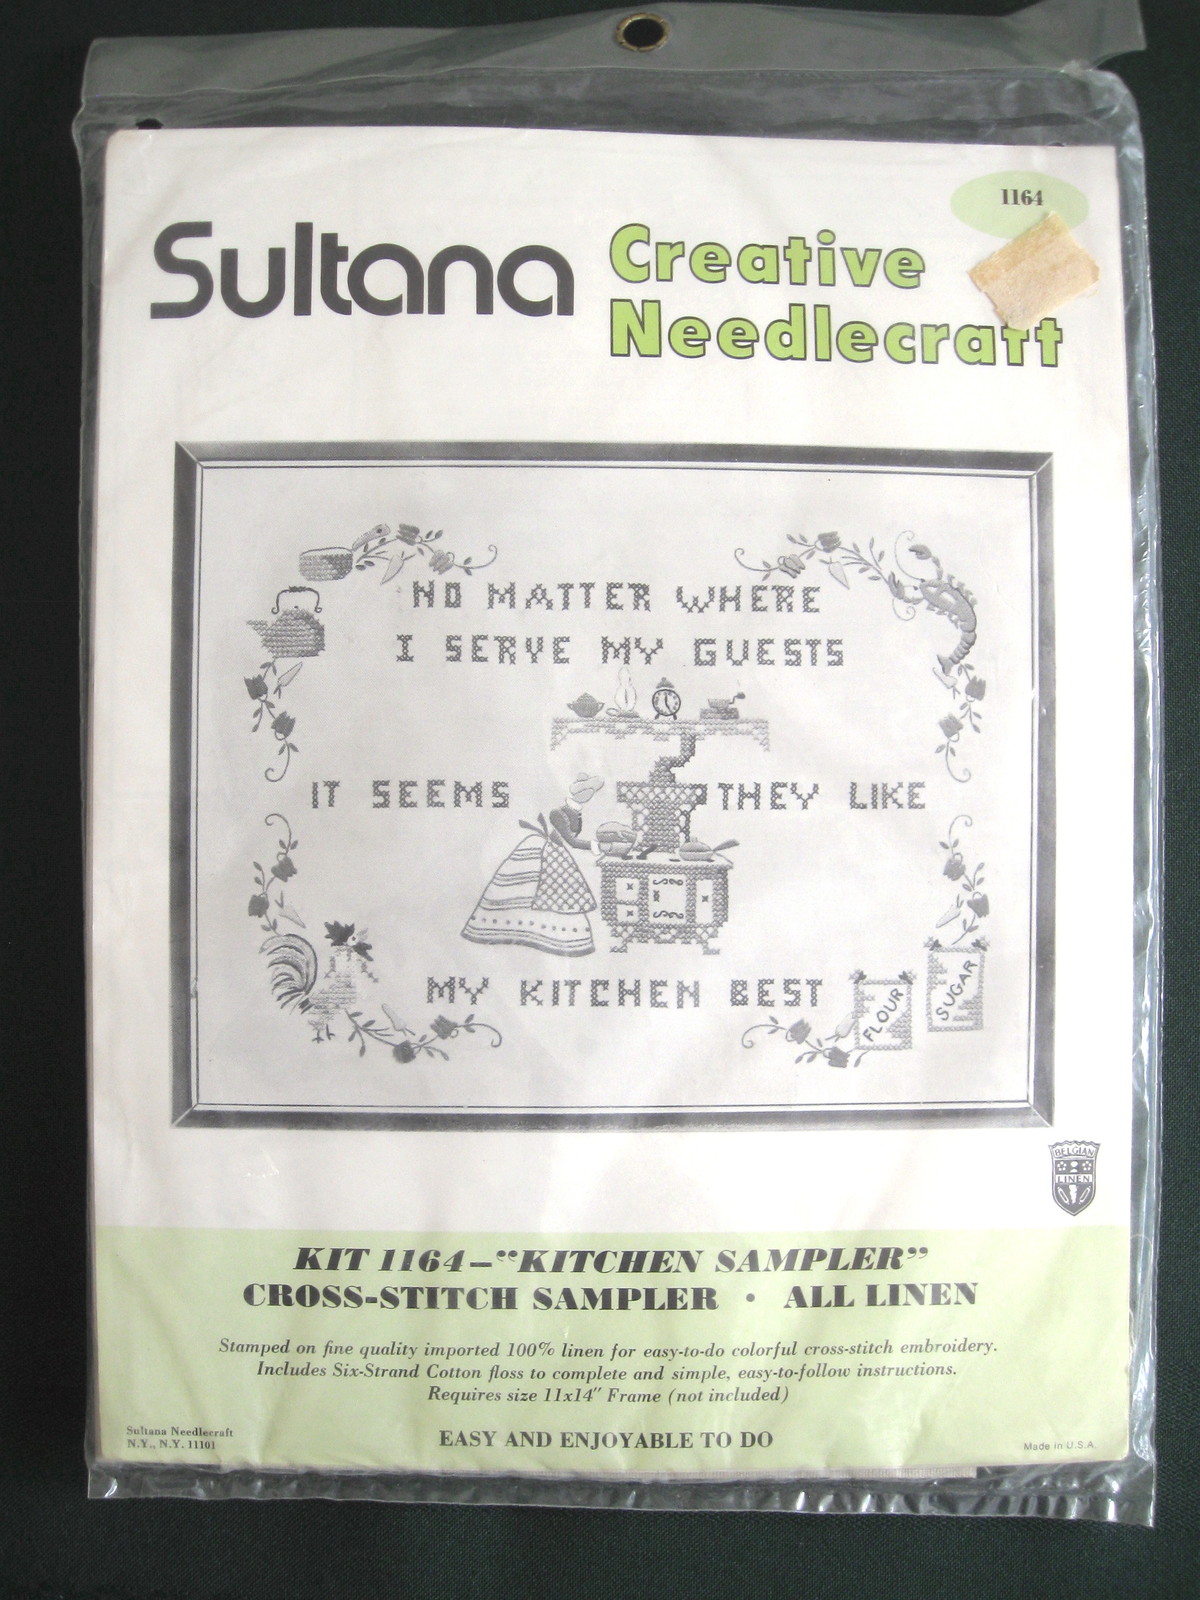 1164
Sultana
Creative
Needlecraft
NO MATTER WHERE
I SERVE MY GUESTS
IT SEEMS THEY LIKE
MY KITCHEN BEST
FLOUR
SUGAR
BELGIAN
LINEN
KIT 1164–"KITCHEN SAMPLER"
CROSS-STITCH SAMPLER • ALL LINEN
Stamped on fine quality imported 100% linen for easy-to-do colorful cross-stitch embroidery.
Includes Six-Strand Cotton floss to complete and simple, easy-to-follow instructions.
Requires size 11x14" Frame (not included)
Sultana Needlecraft
N.Y., N.Y. 11101
EASY AND ENJOYABLE TO DO
Made in U.S.A.